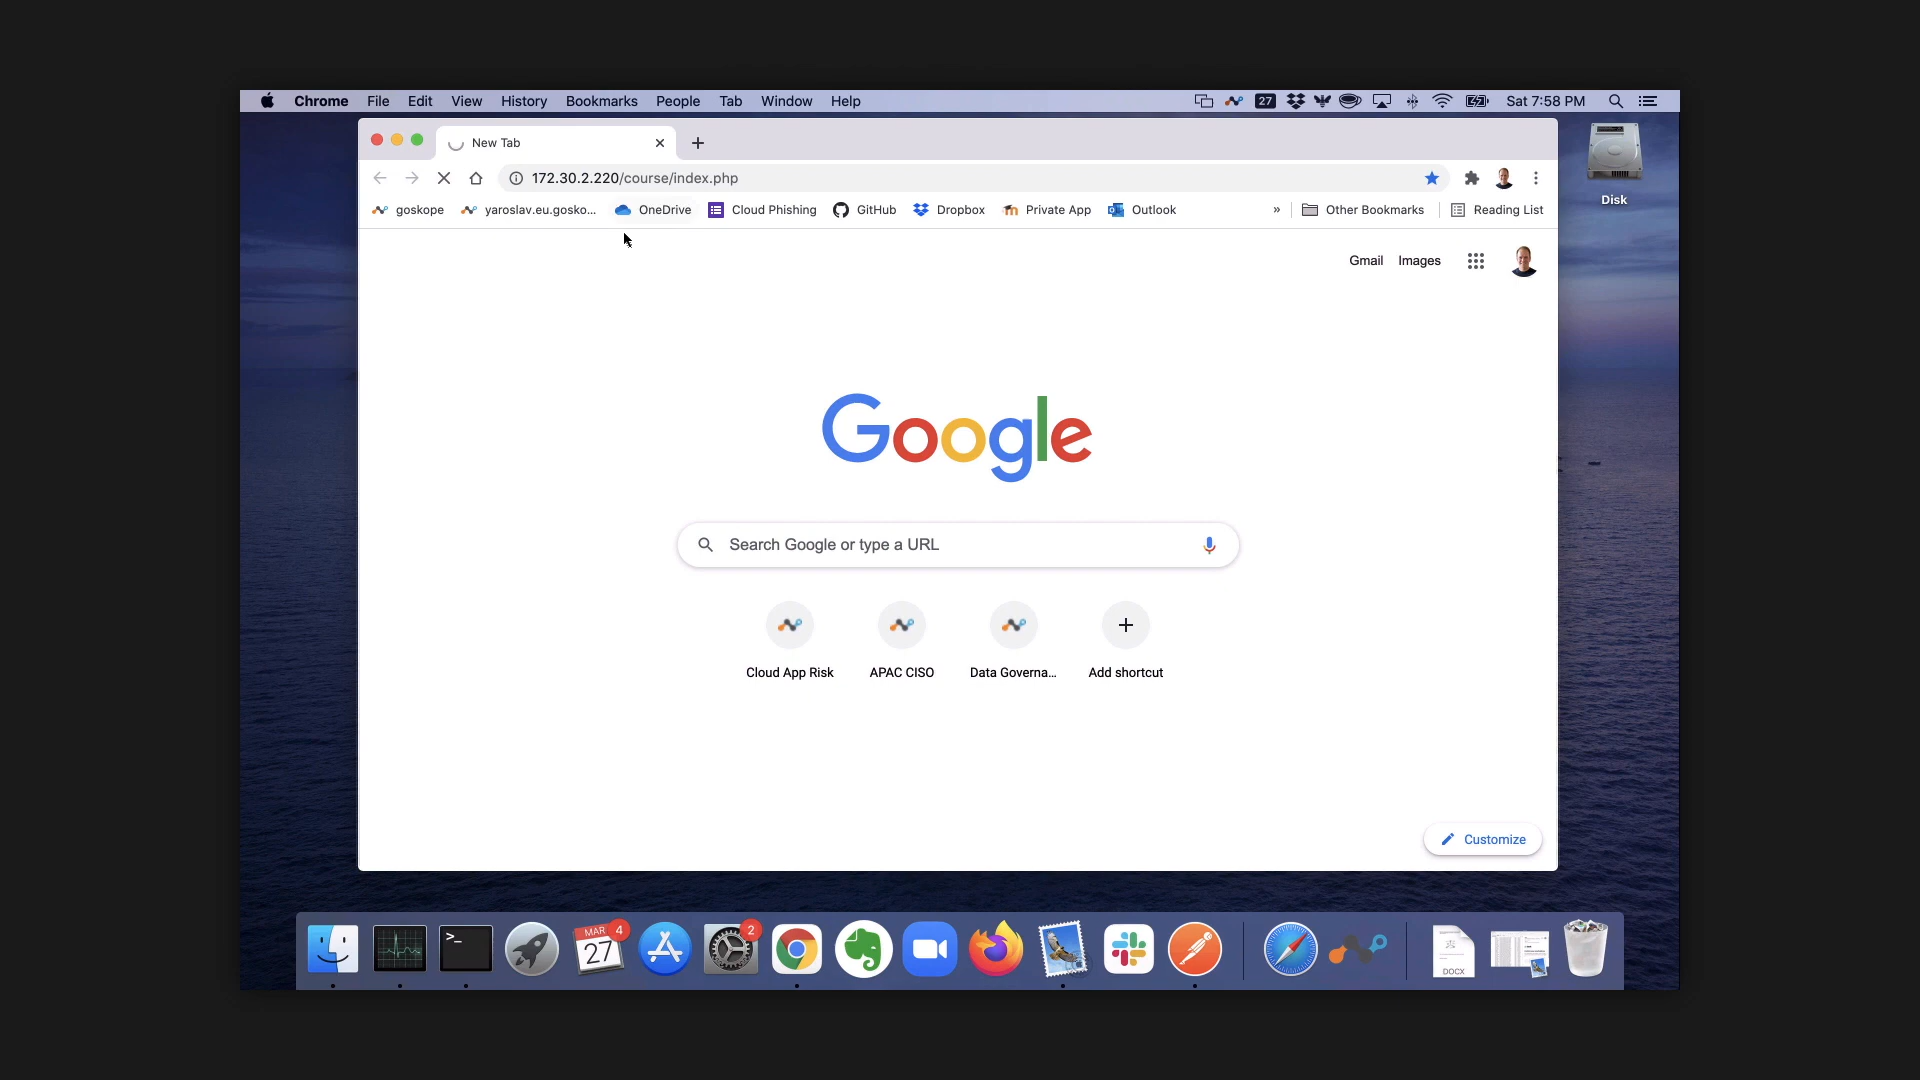 Chrome File Edit View History Bookmarks People Tab Window Help 27 Sat 7:58 PM
New Tab
172.30.2.220/course/index.php
goskope yaroslav.eu.gosko... OneDrive Cloud Phishing GitHub Dropbox Private App Outlook » Other Bookmarks Reading List
Disk
Gmail Images
Google
Search Google or type a URL
Cloud App Risk APAC CISO Data Governa... Add shortcut
Customize
>_ MAR 27 4 2 DOCX